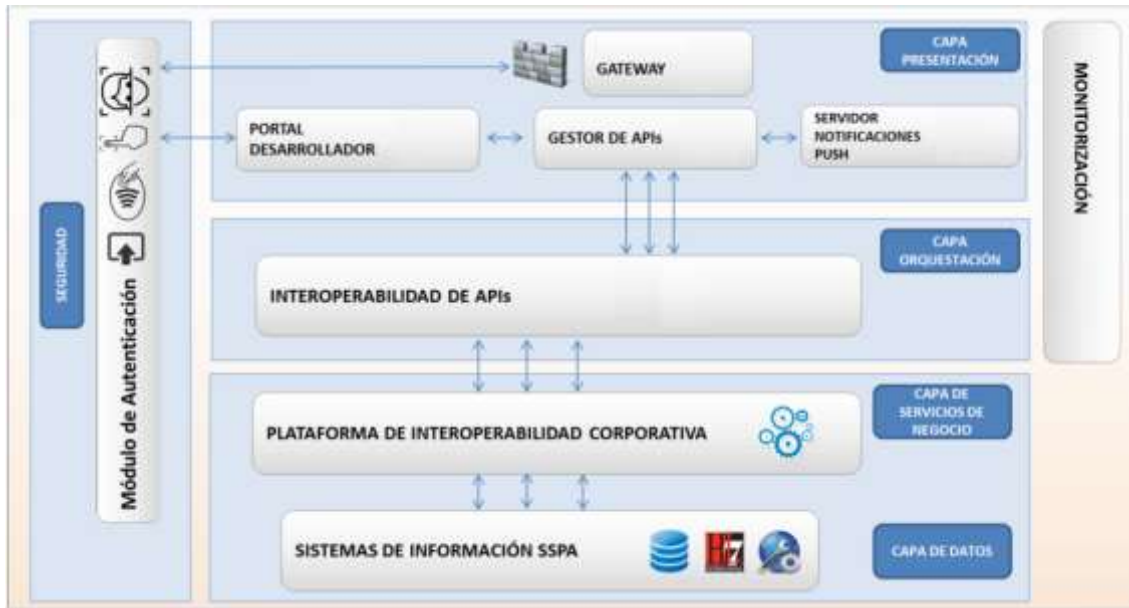 SEGURIDAD
Módulo de Autenticación
CAPA
PRESENTACIÓN
GATEWAY
PORTAL
DESARROLLADOR
GESTOR DE APIs
SERVIDOR
NOTIFICACIONES
PUSH
MONITORIZACIÓN
CAPA
ORQUESTACIÓN
INTEROPERABILIDAD DE APIs
CAPA DE
SERVICIOS DE
NEGOCIO
PLATAFORMA DE INTEROPERABILIDAD CORPORATIVA
SISTEMAS DE INFORMACIÓN SSPA
H7
CAPA DE DATOS